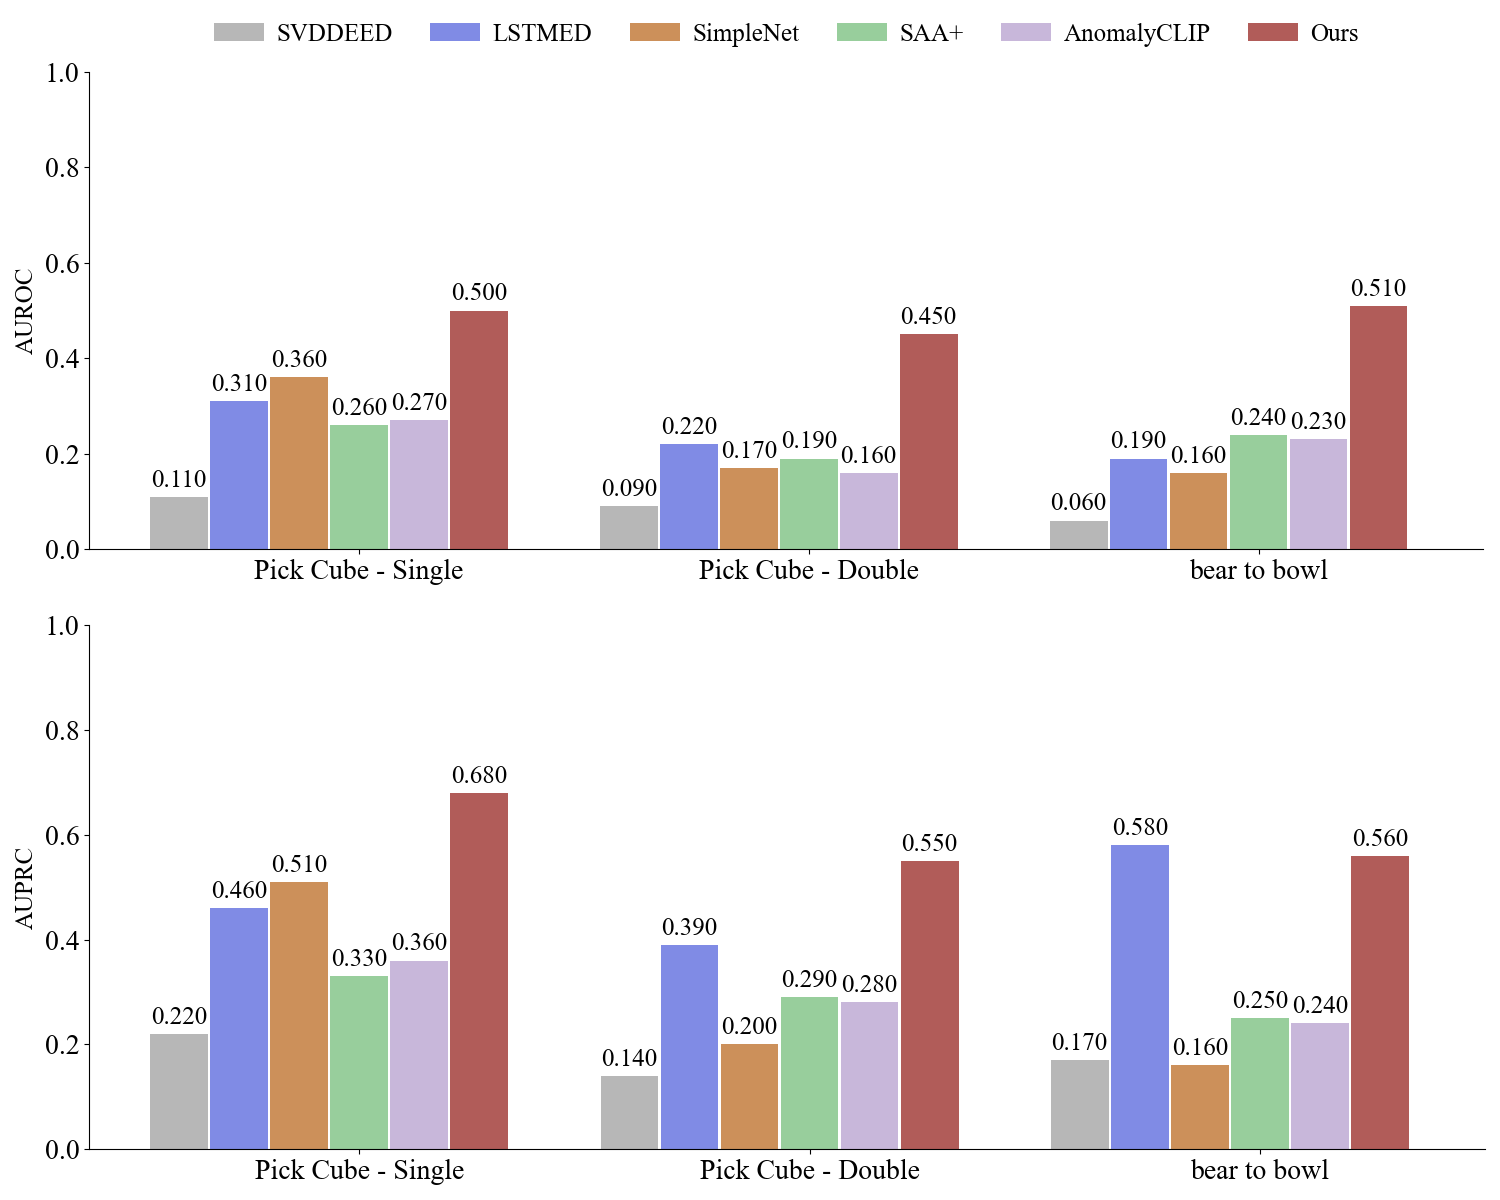 SVDDEED LSTMED SimpleNet SAA+ AnomalyCLIP Ours
AUROC
1.0
0.8
0.6
0.4
0.2
0.0
0.110 0.310 0.360 0.260 0.270 0.500
0.090 0.220 0.170 0.190 0.160 0.450
0.060 0.190 0.160 0.240 0.230 0.510
Pick Cube - Single Pick Cube - Double bear to bowl
AUPRC
1.0
0.8
0.6
0.4
0.2
0.0
0.220 0.460 0.510 0.330 0.360 0.680
0.140 0.390 0.200 0.290 0.280 0.550
0.170 0.580 0.160 0.250 0.240 0.560
Pick Cube - Single Pick Cube - Double bear to bowl